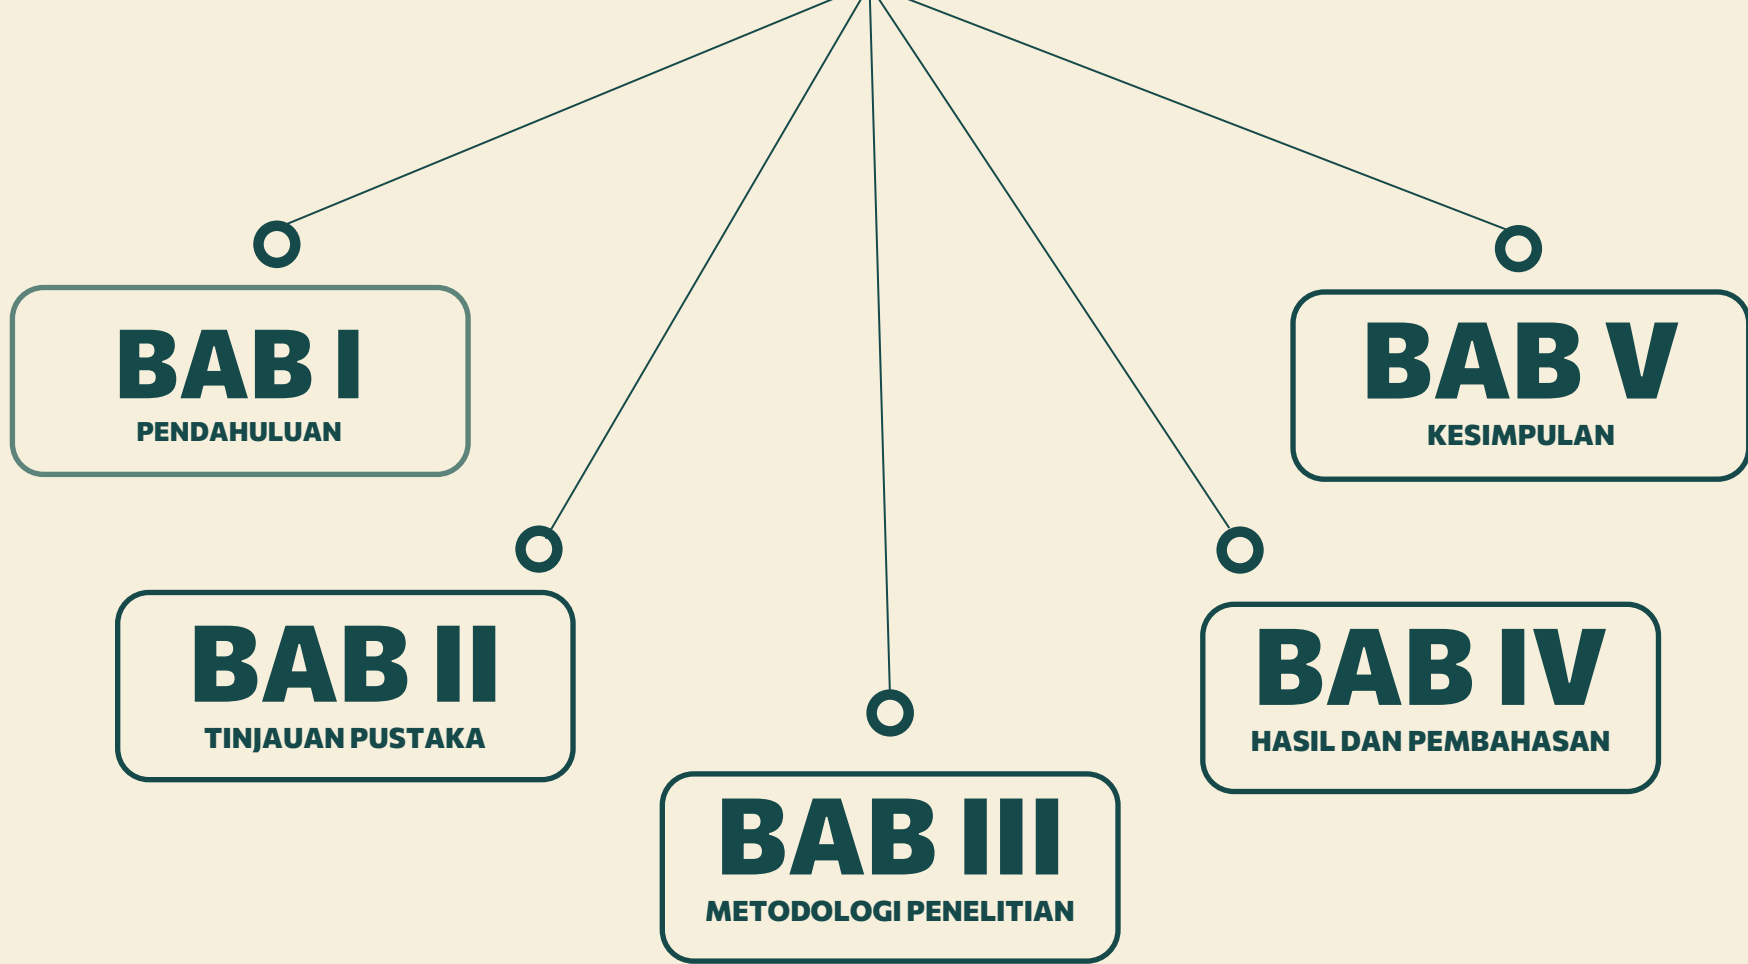 BAB I
PENDAHULUAN
BAB II
TINJAUAN PUSTAKA
BAB III
METODOLOGI PENELITIAN
BAB IV
HASIL DAN PEMBAHASAN
BAB V
KESIMPULAN